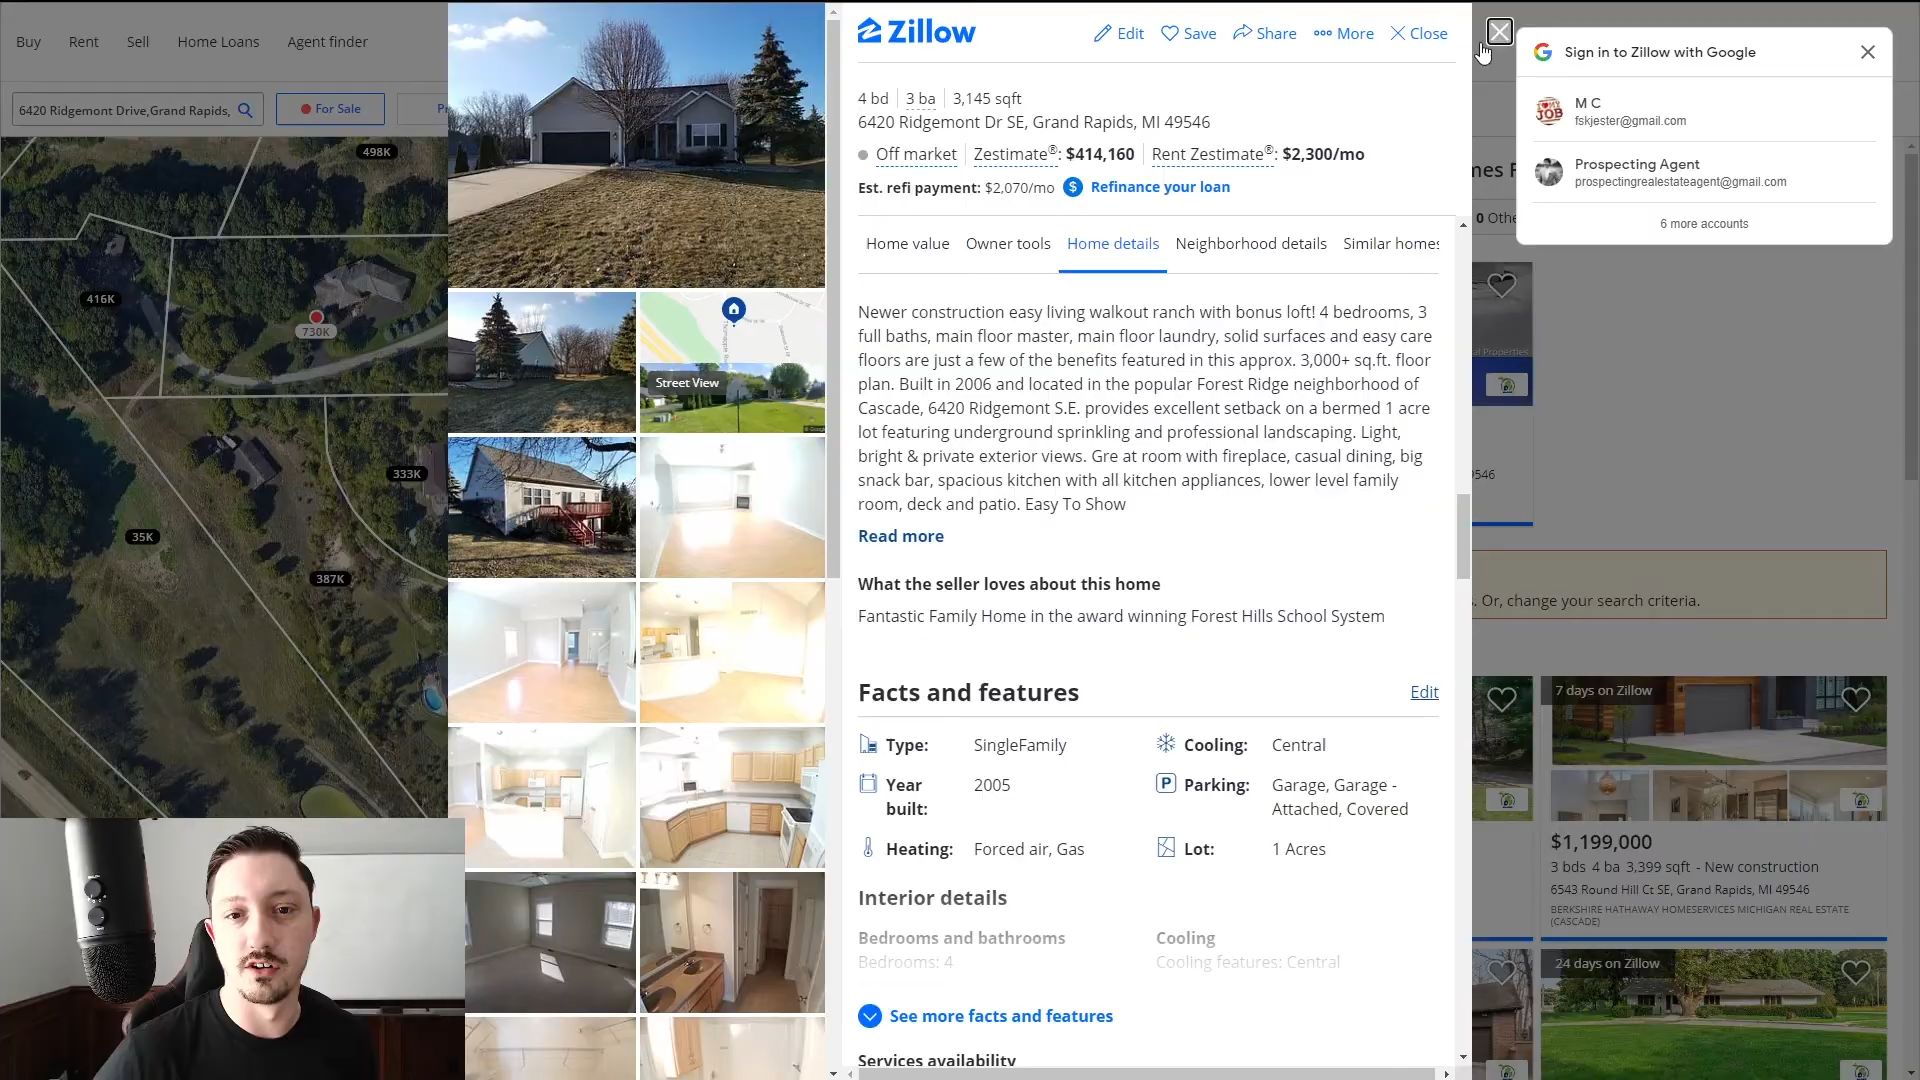 Buy
Rent
Sell
Home Loans
Agent finder
6420 Ridgemont Drive,Grand Rapids,
For Sale
498K
416K
730K
333K
35K
387K
Street View
Zillow
Edit
Save
Share
More
Close
4 bd
3 ba
3,145 sqft
6420 Ridgemont Dr SE, Grand Rapids, MI 49546
Off market
Zestimate®: $414,160
Rent Zestimate®: $2,300/mo
Est. refi payment: $2,070/mo
$
Refinance your loan
Home value
Owner tools
Home details
Neighborhood details
Similar homes
Newer construction easy living walkout ranch with bonus loft! 4 bedrooms, 3
full baths, main floor master, main floor laundry, solid surfaces and easy care
floors are just a few of the benefits featured in this approx. 3,000+ sq.ft. floor
plan. Built in 2006 and located in the popular Forest Ridge neighborhood of
Cascade, 6420 Ridgemont S.E. provides excellent setback on a bermed 1 acre
lot featuring underground sprinkling and professional landscaping. Light,
bright & private exterior views. Gre at room with fireplace, casual dining, big
snack bar, spacious kitchen with all kitchen appliances, lower level family
room, deck and patio. Easy To Show
Read more
What the seller loves about this home
Fantastic Family Home in the award winning Forest Hills School System
Facts and features
Edit
Type:
SingleFamily
Cooling:
Central
Year
built:
2005
P
Parking:
Garage, Garage -
Attached, Covered
Heating:
Forced air, Gas
Lot:
1 Acres
Interior details
Bedrooms and bathrooms
Bedrooms: 4
Cooling
Cooling features: Central
See more facts and features
Services availability
Sign in to Zillow with Google
M C
fskjester@gmail.com
Prospecting Agent
prospectingrealestateagent@gmail.com
6 more accounts
Properties
9546
. Or, change your search criteria.
7 days on Zillow
$1,199,000
3 bds 4 ba 3,399 sqft - New construction
6543 Round Hill Ct SE, Grand Rapids, MI 49546
BERKSHIRE HATHAWAY HOMESERVICES MICHIGAN REAL ESTATE
(CASCADE)
24 days on Zillow